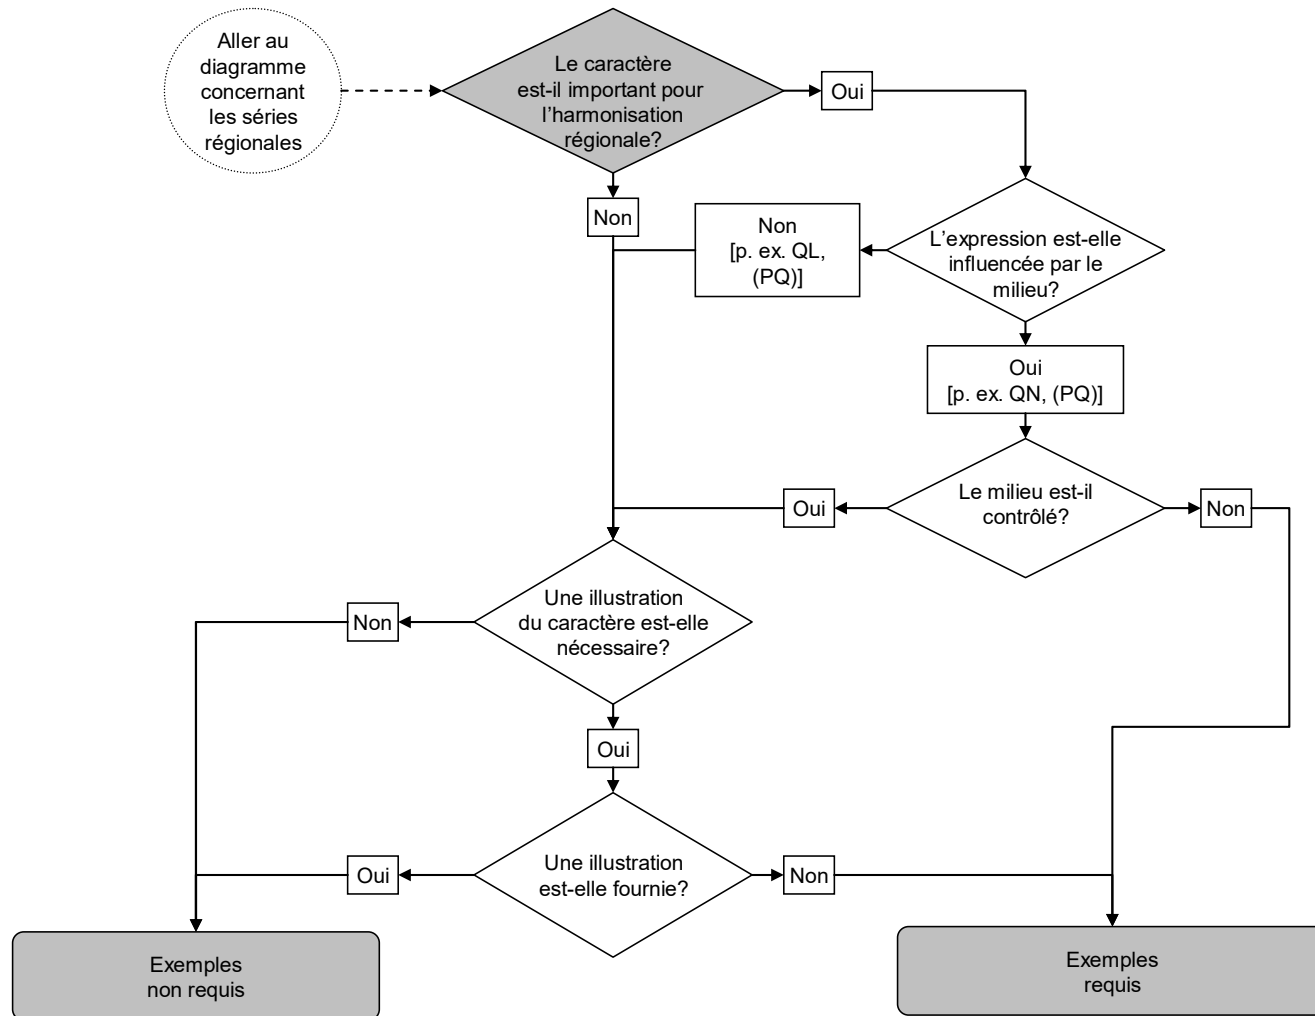 Aller au
diagramme
concernant
les séries
régionales
Le caractère
est-il important pour
l’harmonisation
régionale?
Oui
Non
Non
[p. ex. QL,
(PQ)]
L’expression est-elle
influencée par le
milieu?
Oui
[p. ex. QN, (PQ)]
Le milieu est-il
contrôlé?
Oui
Non
Une illustration
du caractère est-elle
nécessaire?
Non
Oui
Une illustration
est-elle fournie?
Oui
Non
Exemples
non requis
Exemples
requis